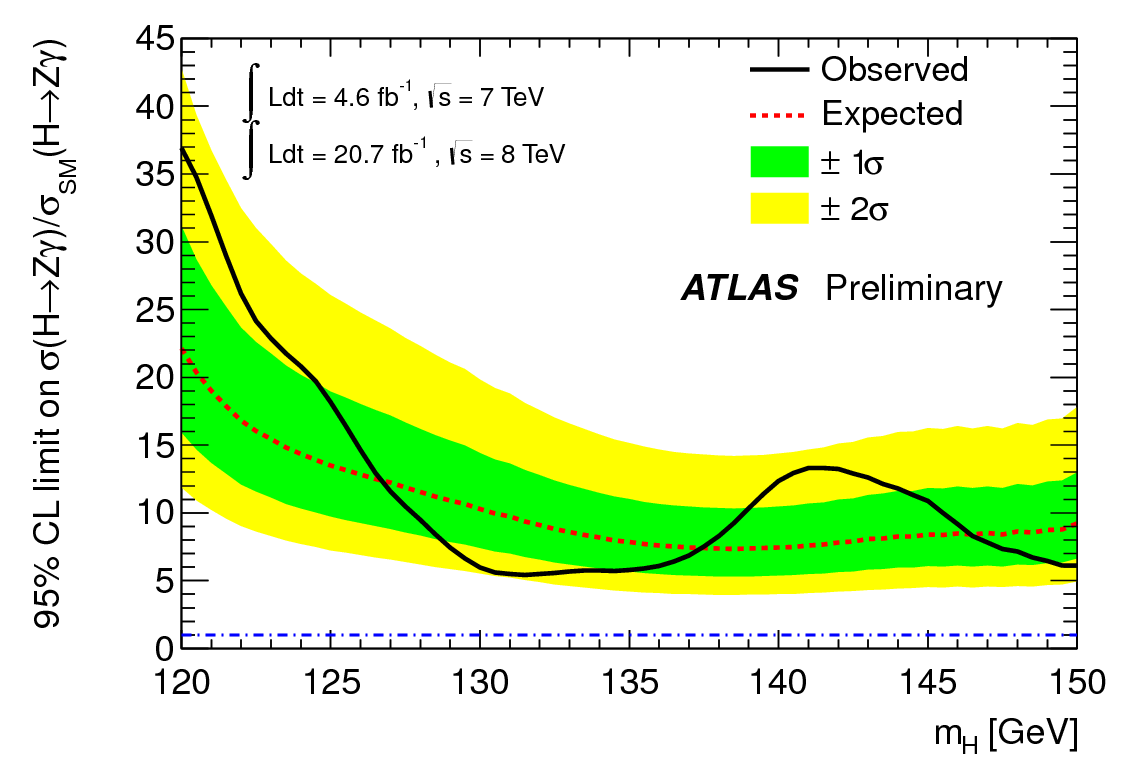 95% CL limit on σ(H→Zγ)/σSM(H→Zγ)
45
40
35
30
25
20
15
10
5
0
∫ Ldt = 4.6 fb-1, √s = 7 TeV
∫ Ldt = 20.7 fb-1 , √s = 8 TeV
Observed
Expected
± 1σ
± 2σ
ATLAS Preliminary
120 125 130 135 140 145 150
mH [GeV]